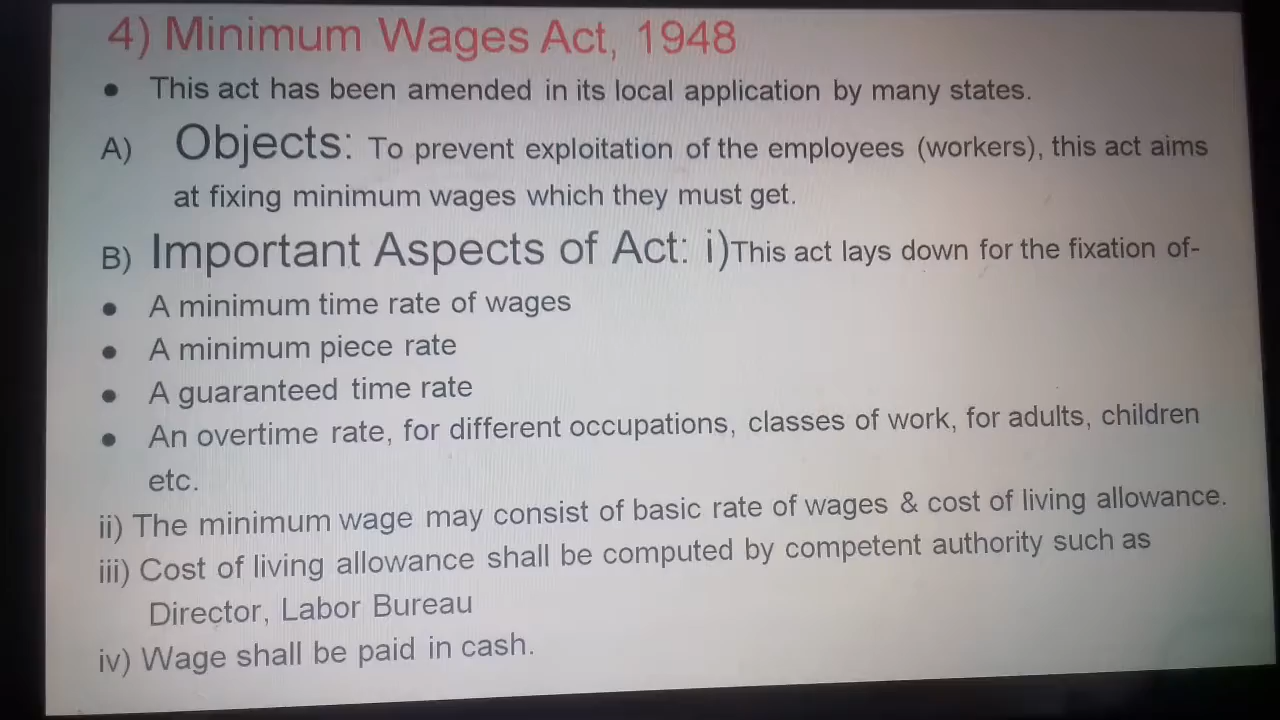 4) Minimum Wages Act, 1948
• This act has been amended in its local application by many states.
A) Objects: To prevent exploitation of the employees (workers), this act aims
at fixing minimum wages which they must get.
B) Important Aspects of Act: i)This act lays down for the fixation of-
• A minimum time rate of wages
• A minimum piece rate
• A guaranteed time rate
• An overtime rate, for different occupations, classes of work, for adults, children
etc.
ii) The minimum wage may consist of basic rate of wages & cost of living allowance.
iii) Cost of living allowance shall be computed by competent authority such as
Director, Labor Bureau
iv) Wage shall be paid in cash.